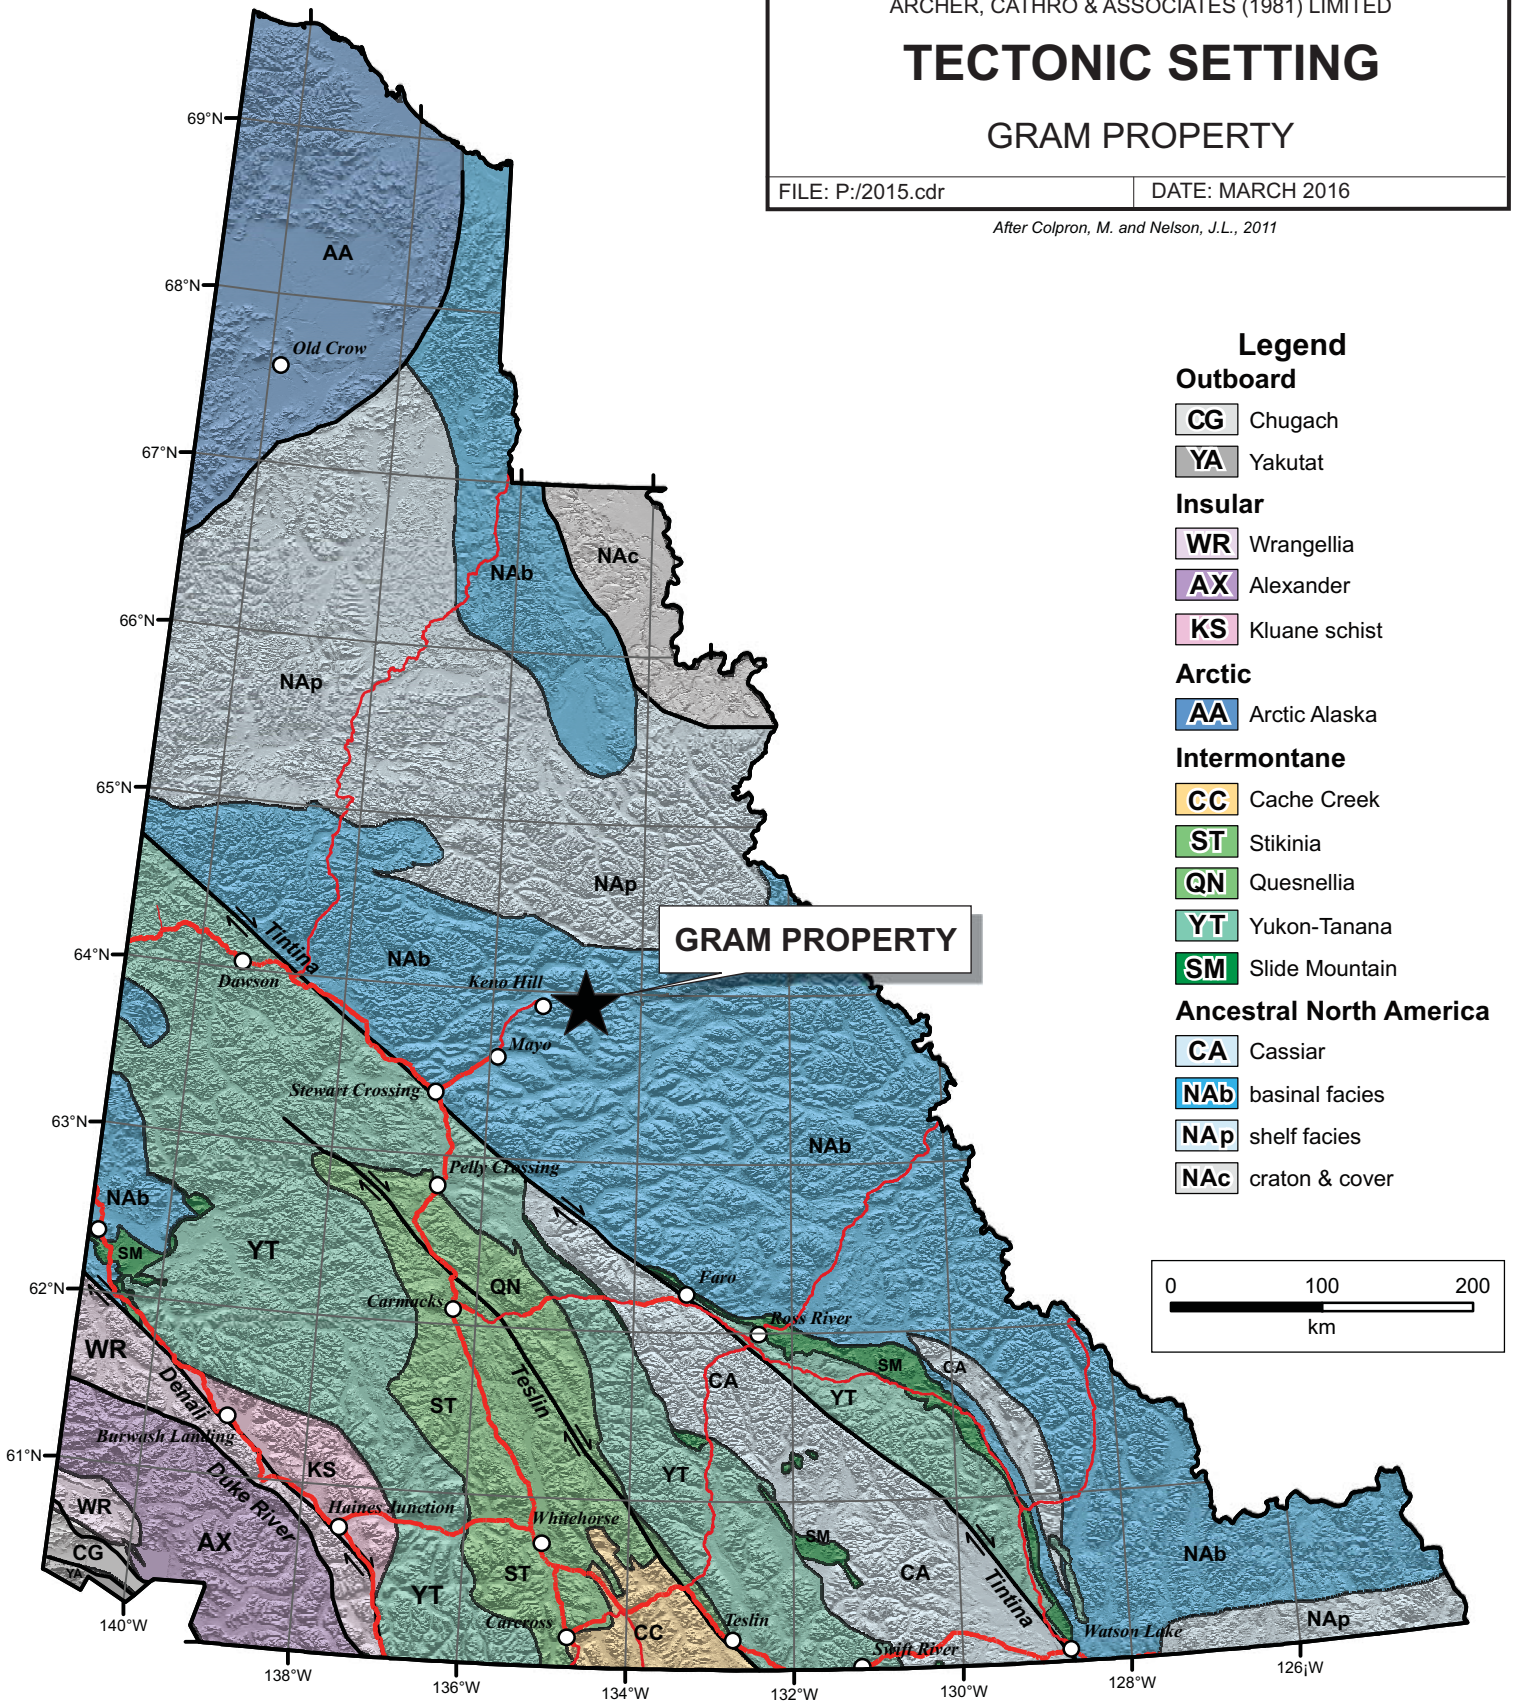 ARCHER, CATHRO & ASSOCIATES (1981) LIMITED
TECTONIC SETTING
GRAM PROPERTY
FILE: P:/2015.cdr
DATE: MARCH 2016
After Colpron, M. and Nelson, J.L., 2011
69°N
AA
68°N
Old Crow
67°N
NAc
NAb
66°N
NAp
65°N
NAp
GRAM PROPERTY
Tintina
64°N
NAb
Dawson
Keno Hill
Mayo
Stewart Crossing
63°N
NAb
Pelly Crossing
NAb
YT
SM
62°N
QN
Faro
Carmacks
Ross River
WR
SM
CA
Denali
CA
YT
ST
Teslin
Burwash Landing
61°N
KS
YT
Duke River
WR
Haines Junction
Whitehorse
SM
AX
CG
NAb
YA
ST
CA
YT
Tintina
140°W
Carcross
CC
Teslin
Swift River
Watson Lake
NAp
138°W
136°W
134°W
132°W
130°W
128°W
126¡W
Legend
Outboard
CG Chugach
YA Yakutat
Insular
WR Wrangellia
AX Alexander
KS Kluane schist
Arctic
AA Arctic Alaska
Intermontane
CC Cache Creek
ST Stikinia
QN Quesnellia
YT Yukon-Tanana
SM Slide Mountain
Ancestral North America
CA Cassiar
NAb basinal facies
NAp shelf facies
NAc craton & cover
0 100 200
km